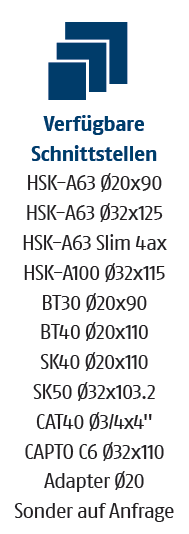 Verfügbare
Schnittstellen
HSK-A63 Ø20x90
HSK-A63 Ø32x125
HSK-A63 Slim 4ax
HSK-A100 Ø32x115
BT30 Ø20x90
BT40 Ø20x110
SK40 Ø20x110
SK50 Ø32x103.2
CAT40 Ø3/4x4"
CAPTO C6 Ø32x110
Adapter Ø20
Sonder auf Anfrage